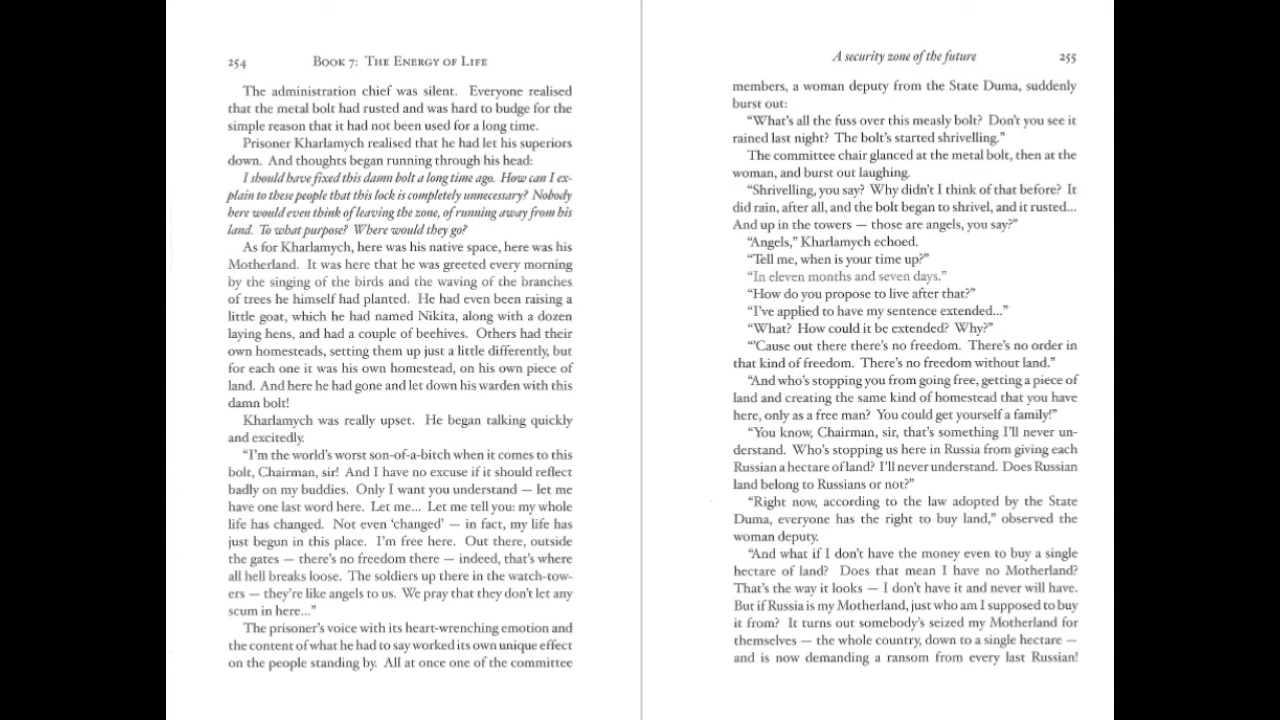 254 BOOK 7: THE ENERGY OF LIFE
The administration chief was silent. Everyone realised
that the metal bolt had rusted and was hard to budge for the
simple reason that it had not been used for a long time.
Prisoner Kharlamych realised that he had let his superiors
down. And thoughts began running through his head:
I should have fixed this damn bolt a long time ago. How can I ex-
plain to these people that this lock is completely unnecessary? Nobody
here would even think of leaving the zone, of running away from his
land. To what purpose? Where would they go?
As for Kharlamych, here was his native space, here was his
Motherland. It was here that he was greeted every morning
by the singing of the birds and the waving of the branches
of trees he himself had planted. He had even been raising a
little goat, which he had named Nikita, along with a dozen
laying hens, and had a couple of beehives. Others had their
own homesteads, setting them up just a little differently, but
for each one it was his own homestead, on his own piece of
land. And here he had gone and let down his warden with this
damn bolt!
Kharlamych was really upset. He began talking quickly
and excitedly.
“I'm the world's worst son-of-a-bitch when it comes to this
bolt, Chairman, sir! And I have no excuse if it should reflect
badly on my buddies. Only I want you understand — let me
have one last word here. Let me... Let me tell you: my whole
life has changed. Not even ‘changed’ — in fact, my life has
just begun in this place. I'm free here. Out there, outside
the gates — there's no freedom there — indeed, that's where
all hell breaks loose. The soldiers up there in the watch-tow-
ers — they're like angels to us. We pray that they don't let any
scum in here...”
The prisoner's voice with its heart-wrenching emotion and
the content of what he had to say worked its own unique effect
on the people standing by. All at once one of the committee
A security zone of the future 255
members, a woman deputy from the State Duma, suddenly
burst out:
“What's all the fuss over this measly bolt? Don't you see it
rained last night? The bolt's started shrivelling.”
The committee chair glanced at the metal bolt, then at the
woman, and burst out laughing.
“Shrivelling, you say? Why didn't I think of that before? It
did rain, after all, and the bolt began to shrivel, and it rusted...
And up in the towers — those are angels, you say?”
“Angels,” Kharlamych echoed.
“Tell me, when is your time up?”
“In eleven months and seven days.”
“How do you propose to live after that?”
“I've applied to have my sentence extended...”
“What? How could it be extended? Why?”
“'Cause out there there's no freedom. There's no order in
that kind of freedom. There's no freedom without land.”
“And who's stopping you from going free, getting a piece of
land and creating the same kind of homestead that you have
here, only as a free man? You could get yourself a family!”
“You know, Chairman, sir, that's something I'll never un-
derstand. Who's stopping us here in Russia from giving each
Russian a hectare of land? I'll never understand. Does Russian
land belong to Russians or not?”
“Right now, according to the law adopted by the State
Duma, everyone has the right to buy land,” observed the
woman deputy.
“And what if I don't have the money even to buy a single
hectare of land? Does that mean I have no Motherland?
That's the way it looks — I don't have it and never will have.
But if Russia is my Motherland, just who am I supposed to buy
it from? It turns out somebody's seized my Motherland for
themselves — the whole country, down to a single hectare —
and is now demanding a ransom from every last Russian!